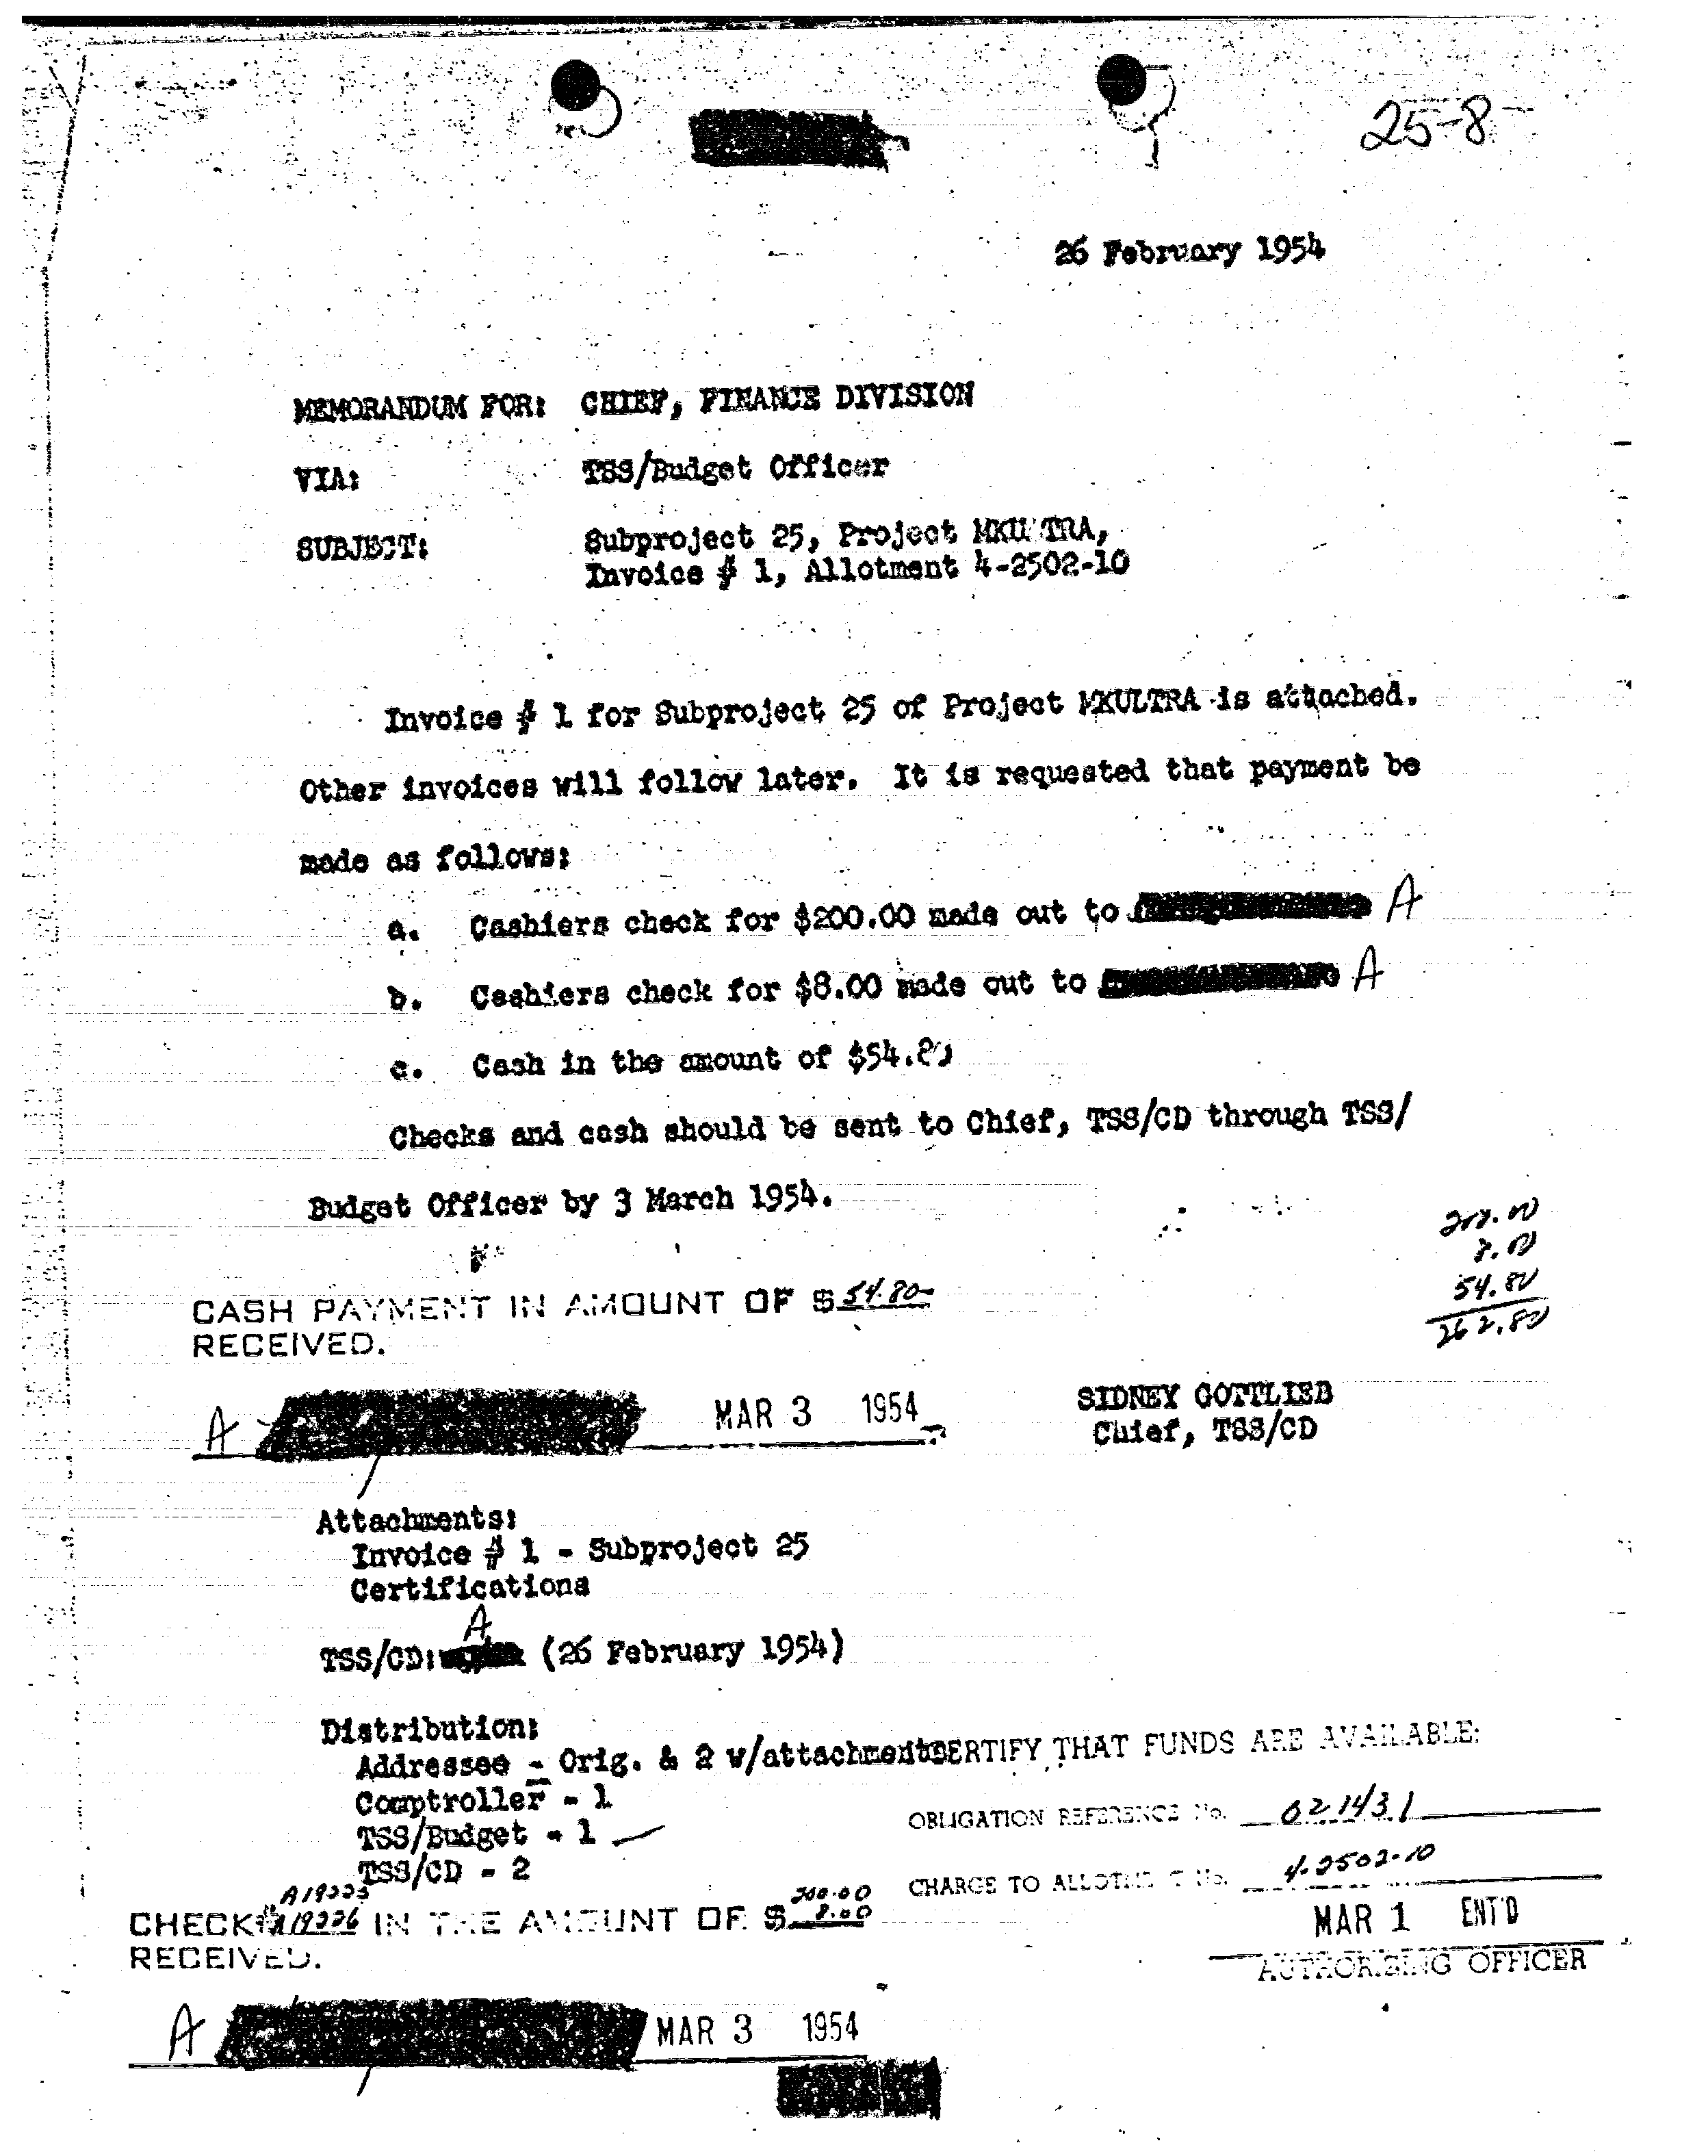 25-8
26 February 1954
MEMORANDUM FOR: CHIEF, FINANCE DIVISION
VIA: TSS/Budget Officer
SUBJECT: Subproject 25, Project MKULTRA,
Invoice # 1, Allotment 4-2502-10
Invoice # 1 for Subproject 25 of Project MKULTRA is attached.
Other invoices will follow later. It is requested that payment be
made as follows:
a. Cashiers check for $200.00 made out to A
b. Cashiers check for $8.00 made out to A
c. Cash in the amount of $54.80
Checks and cash should be sent to Chief, TSS/CD through TSS/
Budget Officer by 3 March 1954.
200.00
8.00
54.80
262.80
CASH PAYMENT IN AMOUNT OF $ 54.80
RECEIVED.
A MAR 3 1954
SIDNEY GOTTLIEB
Chief, TSS/CD
Attachments:
Invoice # 1 - Subproject 25
Certifications
A
TSS/CD: (26 February 1954)
Distribution:
Addressee - Orig. & 2 w/attachments
Comptroller - 1
TSS/Budget - 1
TSS/CD - 2
CERTIFY THAT FUNDS ARE AVAILABLE:
OBLIGATION REFERENCE No. 021431
CHARGE TO ALLOTMENT No. 4-2502-10
MAR 1 ENT'D
AUTHORIZING OFFICER
200.00
CHECK # A19226 IN THE AMOUNT OF $ 8.00
RECEIVED.
A MAR 3 1954